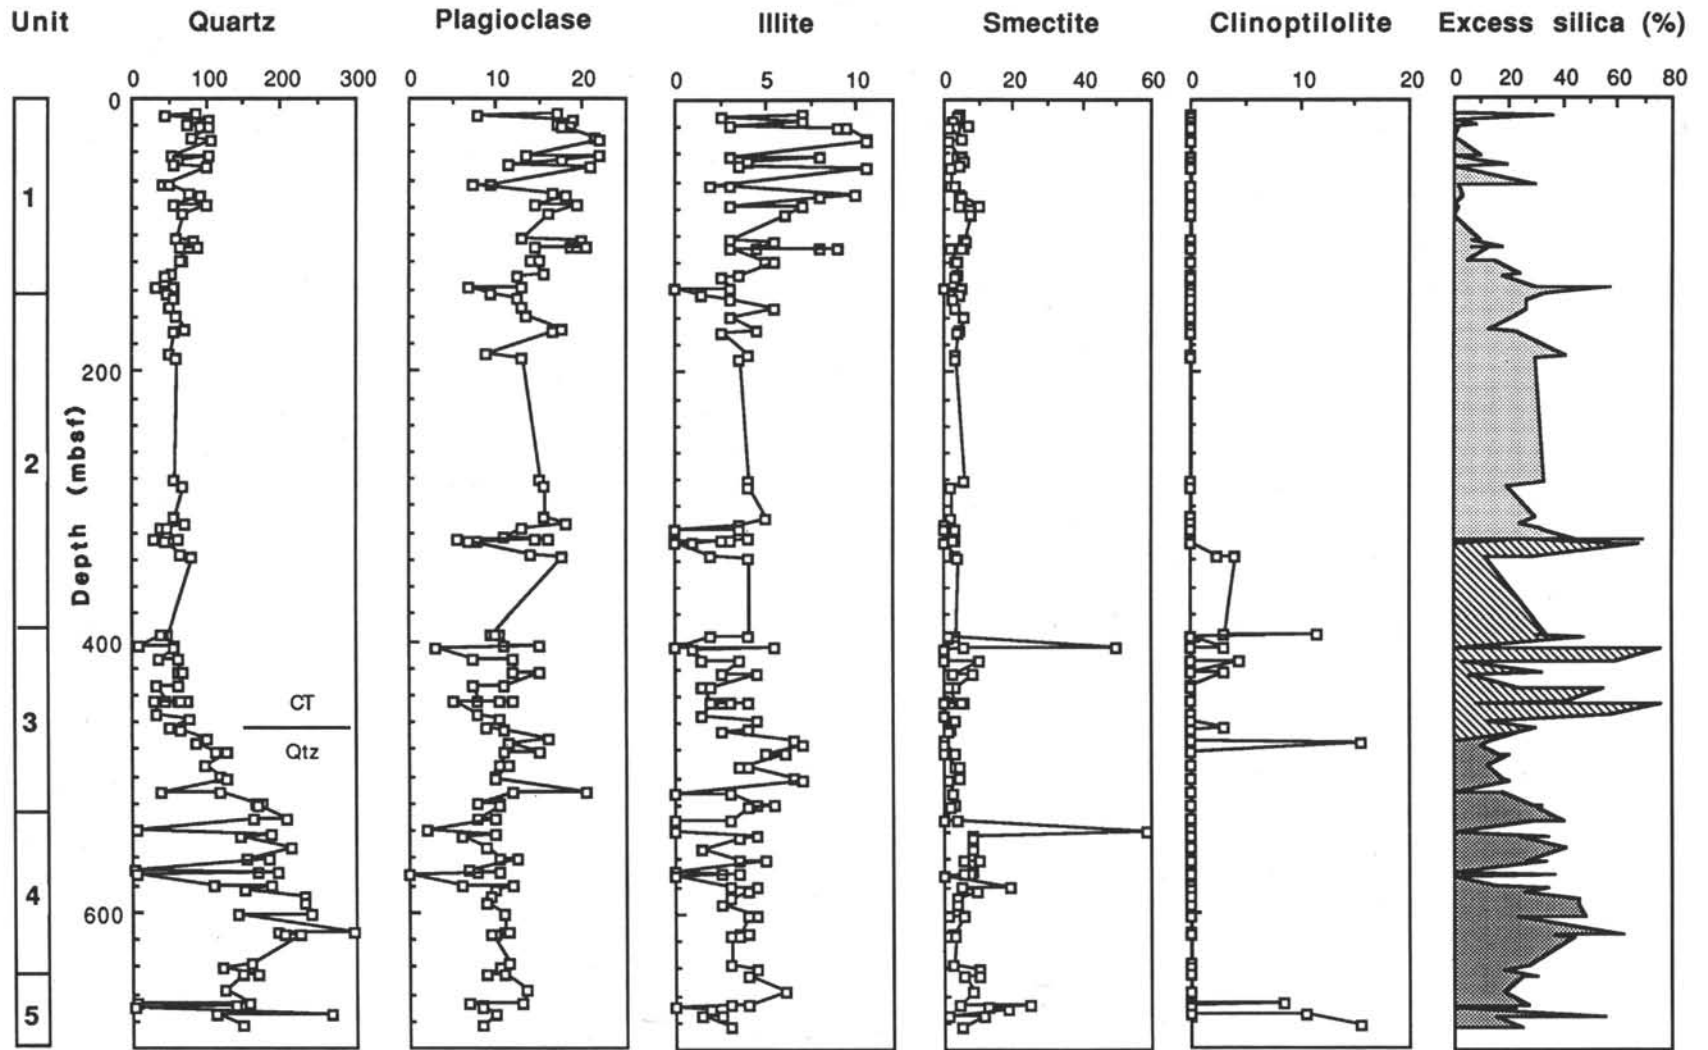 Unit Quartz Plagioclase Illite Smectite Clinoptilolite Excess silica (%)
0 100 200 300 0 10 20 0 5 10 0 20 40 60 0 10 20 0 20 40 60 80
0
1
200
2
Depth (mbsf)
400
CT
3
Qtz
4
600
5